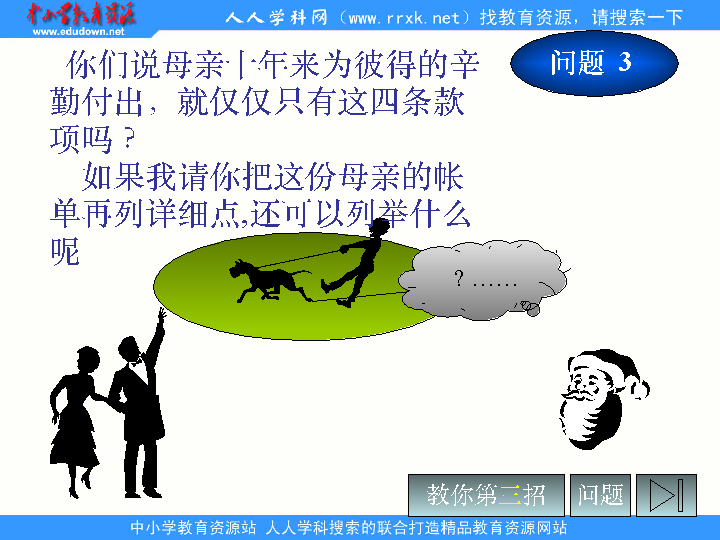 中小学教育资源
www.edudown.net
人人学科网（www.rrxk.net）找教育资源，请搜索一下
你们说母亲十年来为彼得的辛
勤付出，就仅仅只有这四条款
项吗？
如果我请你把这份母亲的帐
单再列详细点,还可以列举什么
呢
问题 3
？……
教你第三招
问题
中小学教育资源站 人人学科搜索的联合打造精品教育资源网站